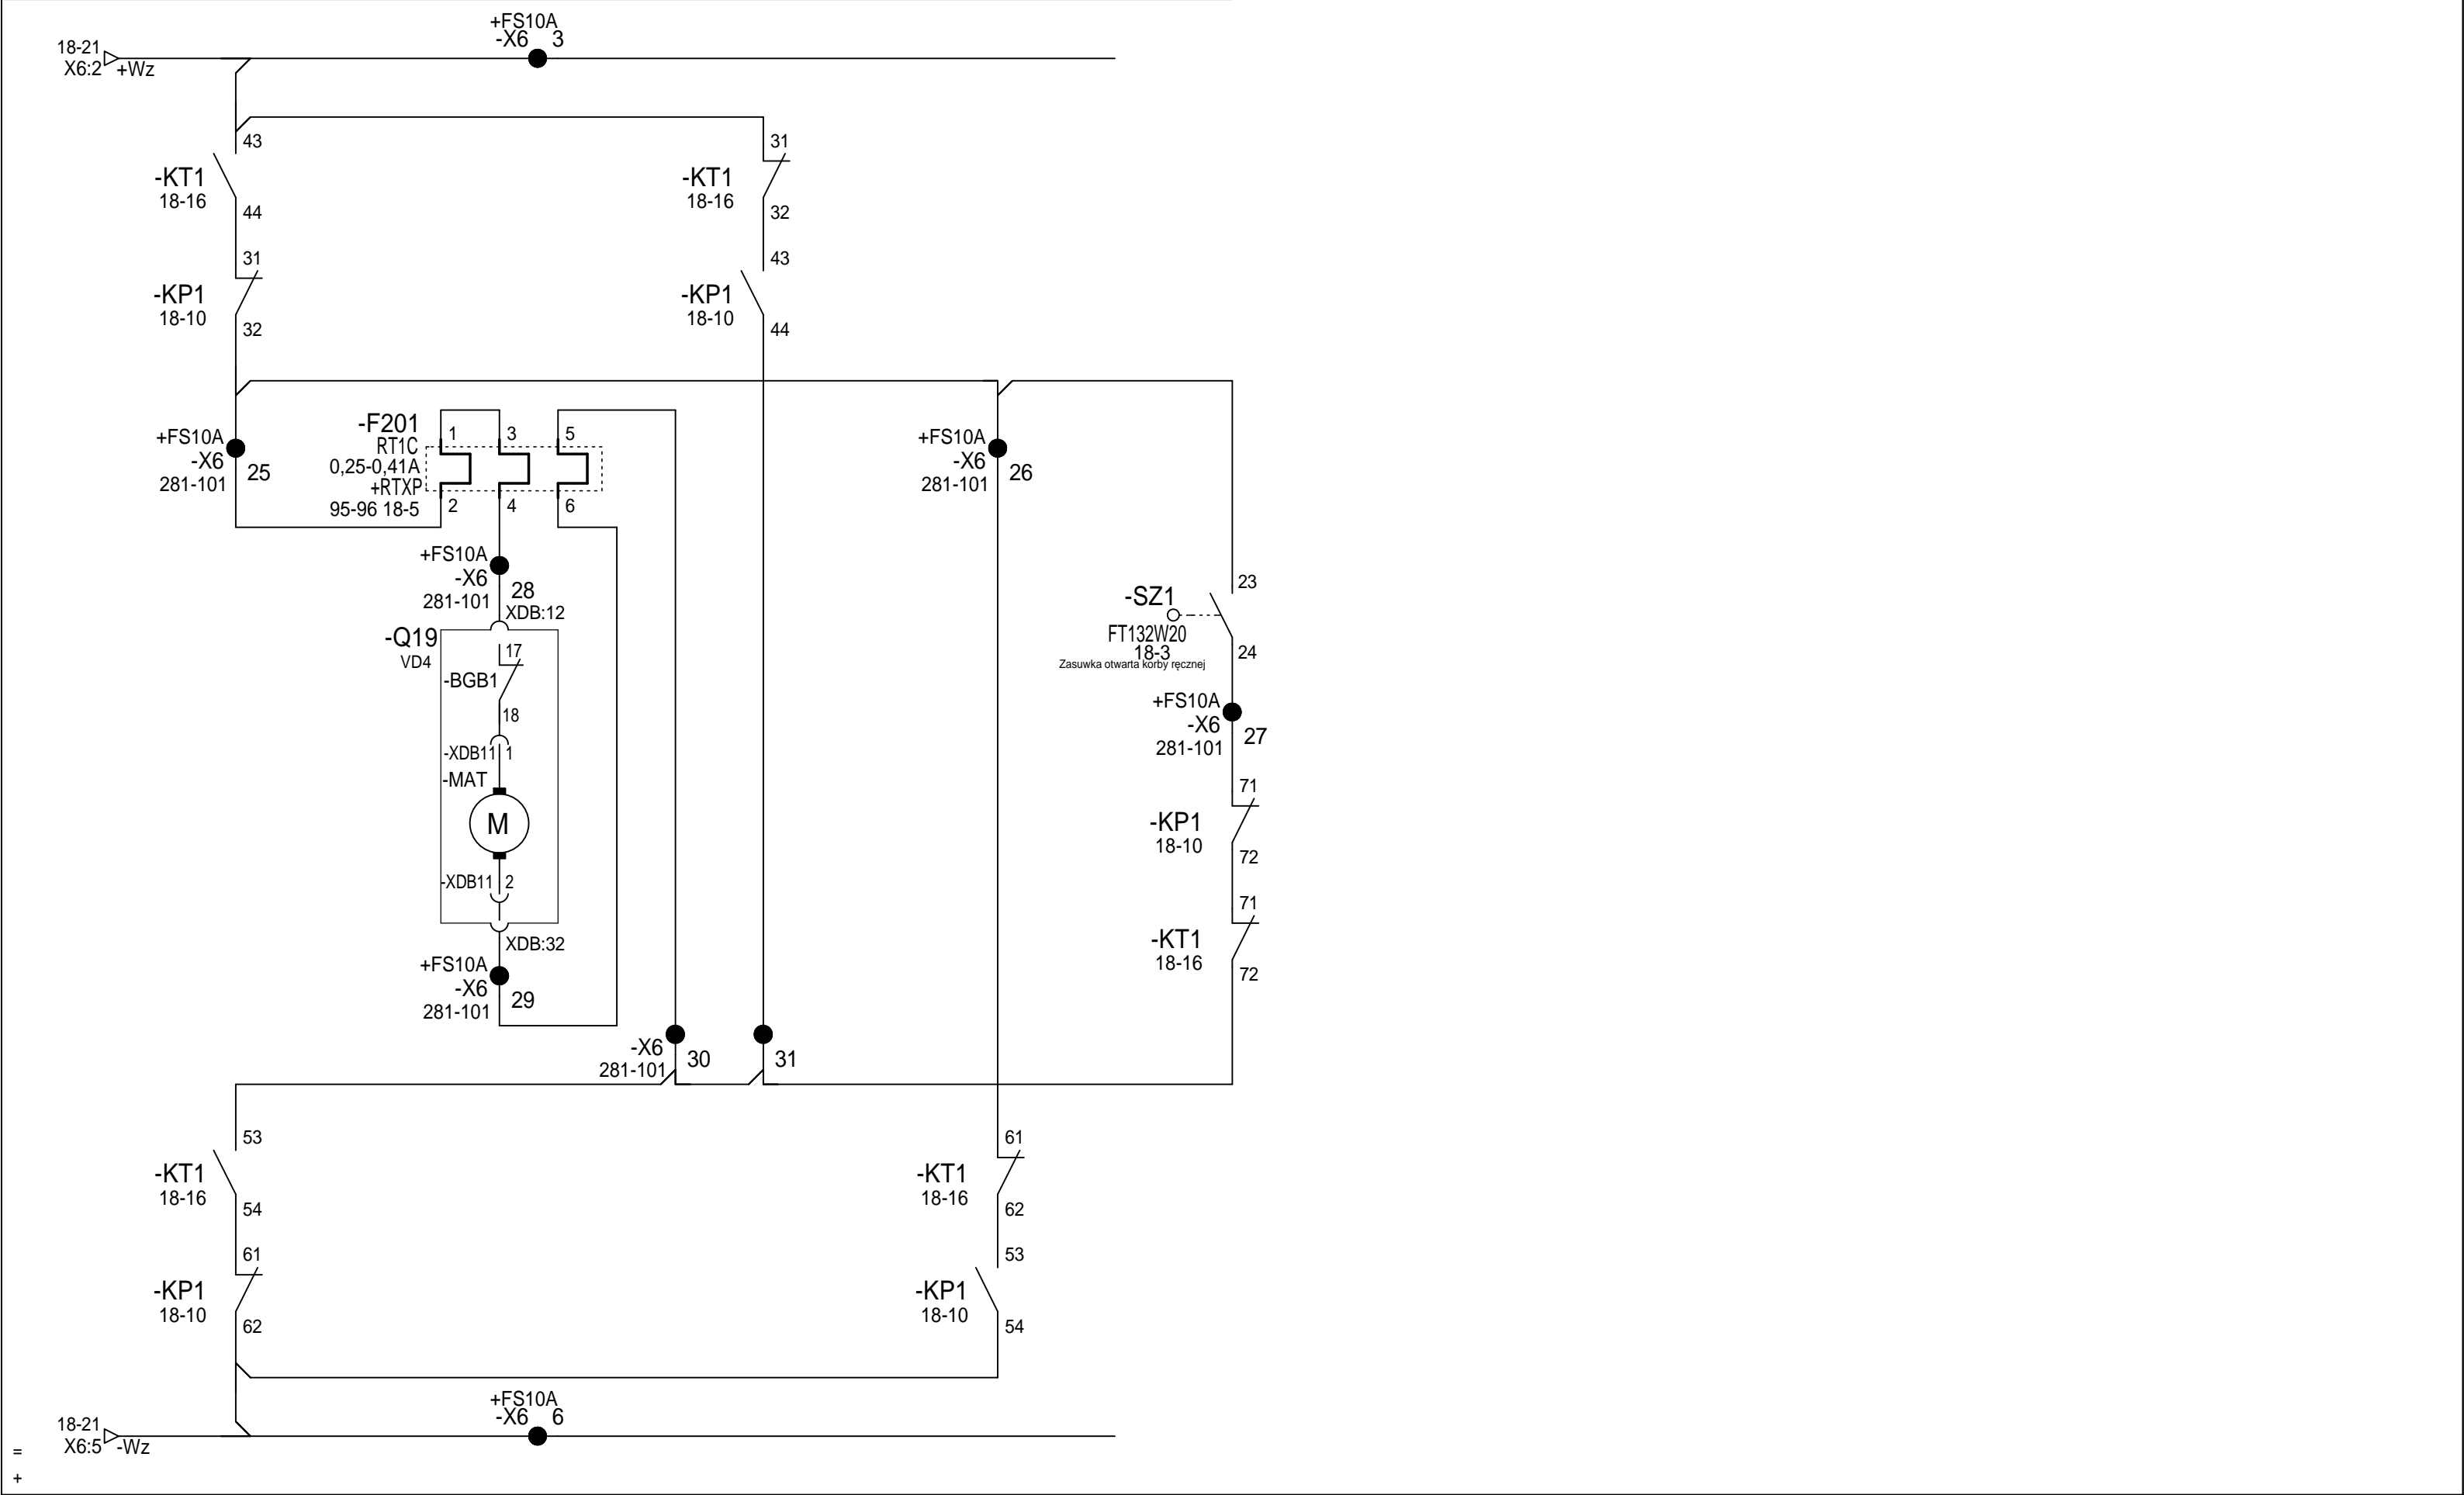 +FS10A
-X6 3
18-21
X6:2 +Wz
43
-KT1
18-16
44
31
-KP1
18-10
32
31
-KT1
18-16
32
43
-KP1
18-10
44
+FS10A
-X6
281-101
25
-F201
RT1C
0,25-0,41A
+RTXP
95-96 18-5
1 3 5
2 4 6
+FS10A
-X6
281-101
26
+FS10A
-X6
281-101
28
XDB:12
-Q19
VD4
17
-BGB1
18
-XDB11 1
-MAT
M
-XDB11 2
XDB:32
+FS10A
-X6
281-101
29
23
-SZ1
FT132W20
18-3
24
Zasuwka otwarta korby ręcznej
+FS10A
-X6
281-101
27
71
-KP1
18-10
72
71
-KT1
18-16
72
-X6
281-101
30
31
53
-KT1
18-16
54
61
-KP1
18-10
62
61
-KT1
18-16
62
53
-KP1
18-10
54
+FS10A
-X6 6
18-21
X6:5 -Wz
=
+